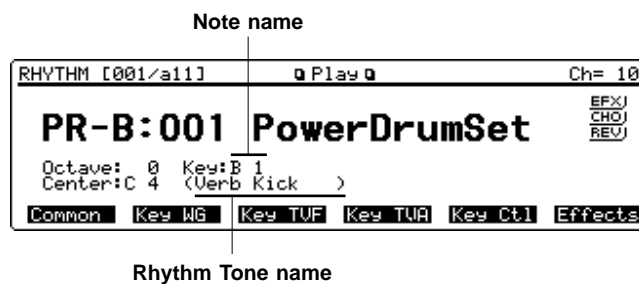 Note name
RHYTHM [001/a11] Play Ch= 10
PR-B:001 PowerDrumSet
EFX
CHO
REV
Octave: 0 Key:B 1
Center:C 4 (Verb Kick )
Common Key WG Key TVF Key TVA Key Ctl Effects
Rhythm Tone name